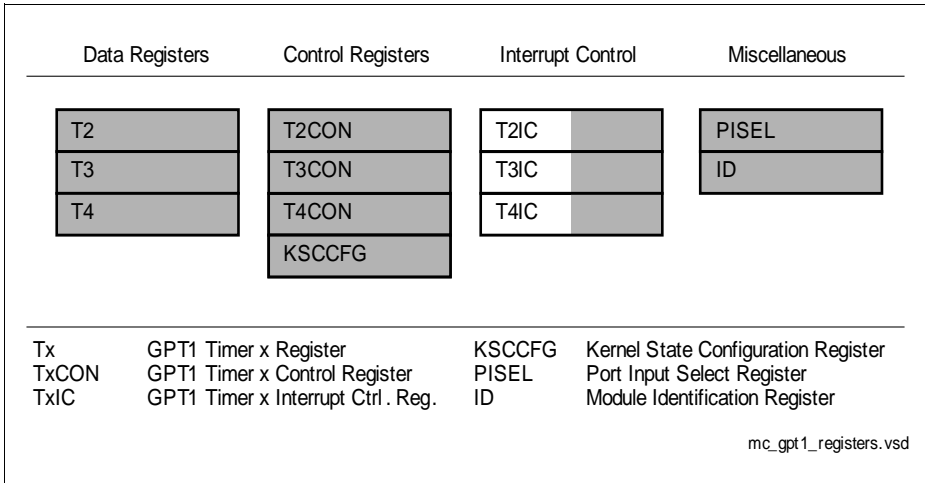 Data Registers Control Registers Interrupt Control Miscellaneous
T2 T2CON T2IC PISEL
T3 T3CON T3IC ID
T4 T4CON T4IC
KSCCFG
Tx GPT1 Timer x Register KSCCFG Kernel State Configuration Register
TxCON GPT1 Timer x Control Register PISEL Port Input Select Register
TxIC GPT1 Timer x Interrupt Ctrl. Reg. ID Module Identification Register
mc_gpt1_registers.vsd